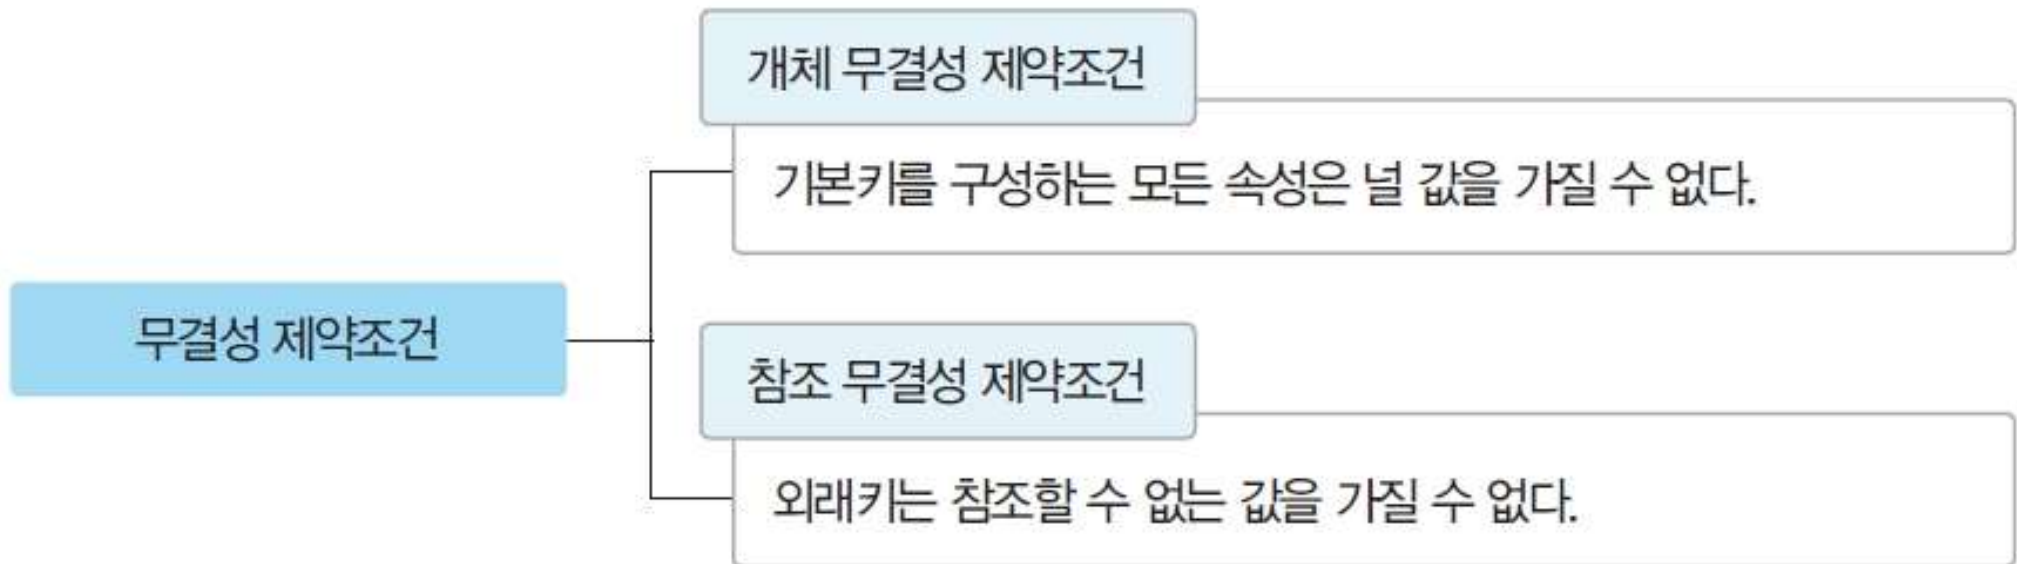 개체 무결성 제약조건
기본키를 구성하는 모든 속성은 널 값을 가질 수 없다.
무결성 제약조건
참조 무결성 제약조건
외래키는 참조할 수 없는 값을 가질 수 없다.